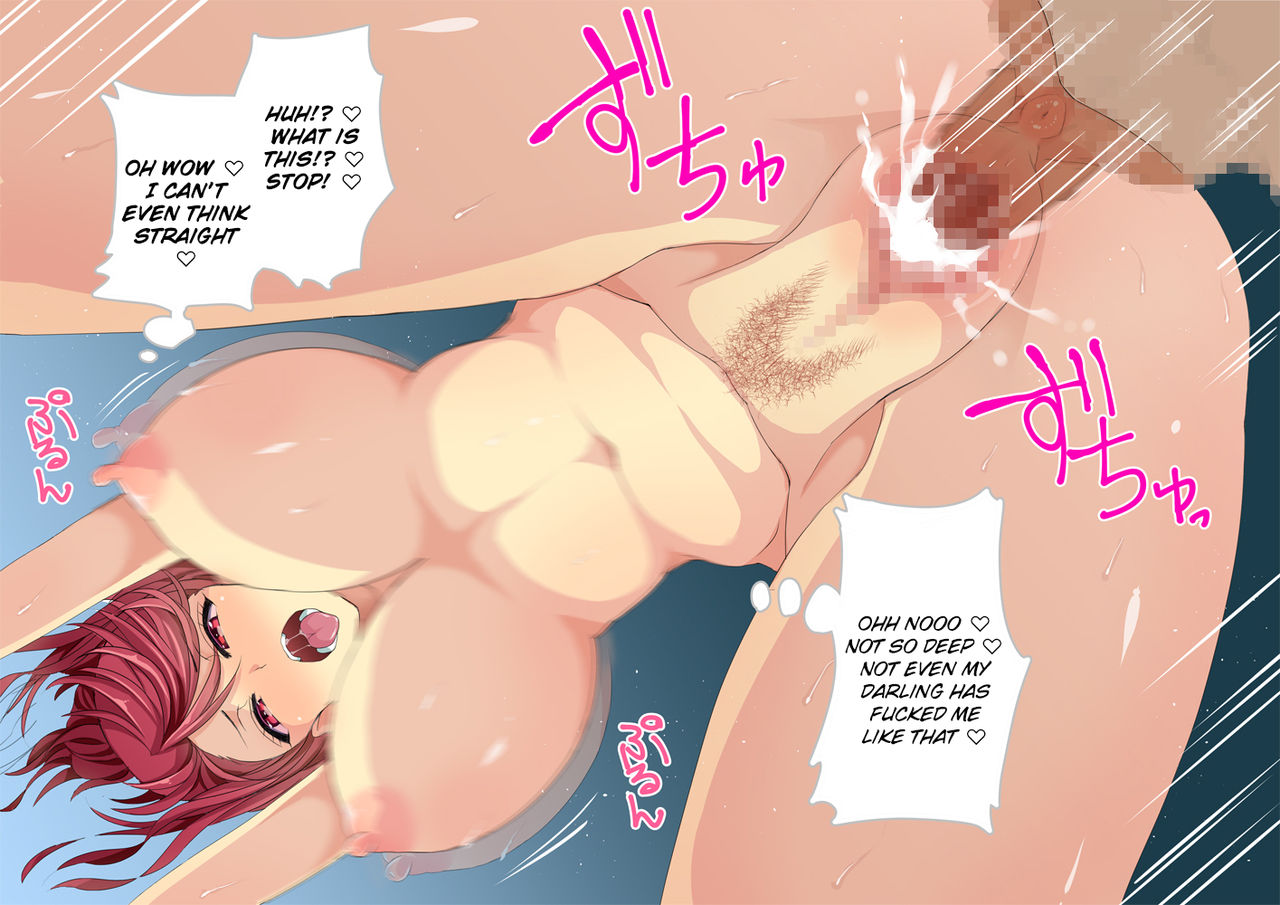 HUH!? ♡
WHAT IS
THIS!? ♡
STOP! ♡
OH WOW ♡
I CAN'T
EVEN THINK
STRAIGHT
♡
ずちゅ
ぷるん
ずちゅっ
OHH NOOO ♡
NOT SO DEEP ♡
NOT EVEN MY
DARLING HAS
FUCKED ME
LIKE THAT ♡
ぷるん